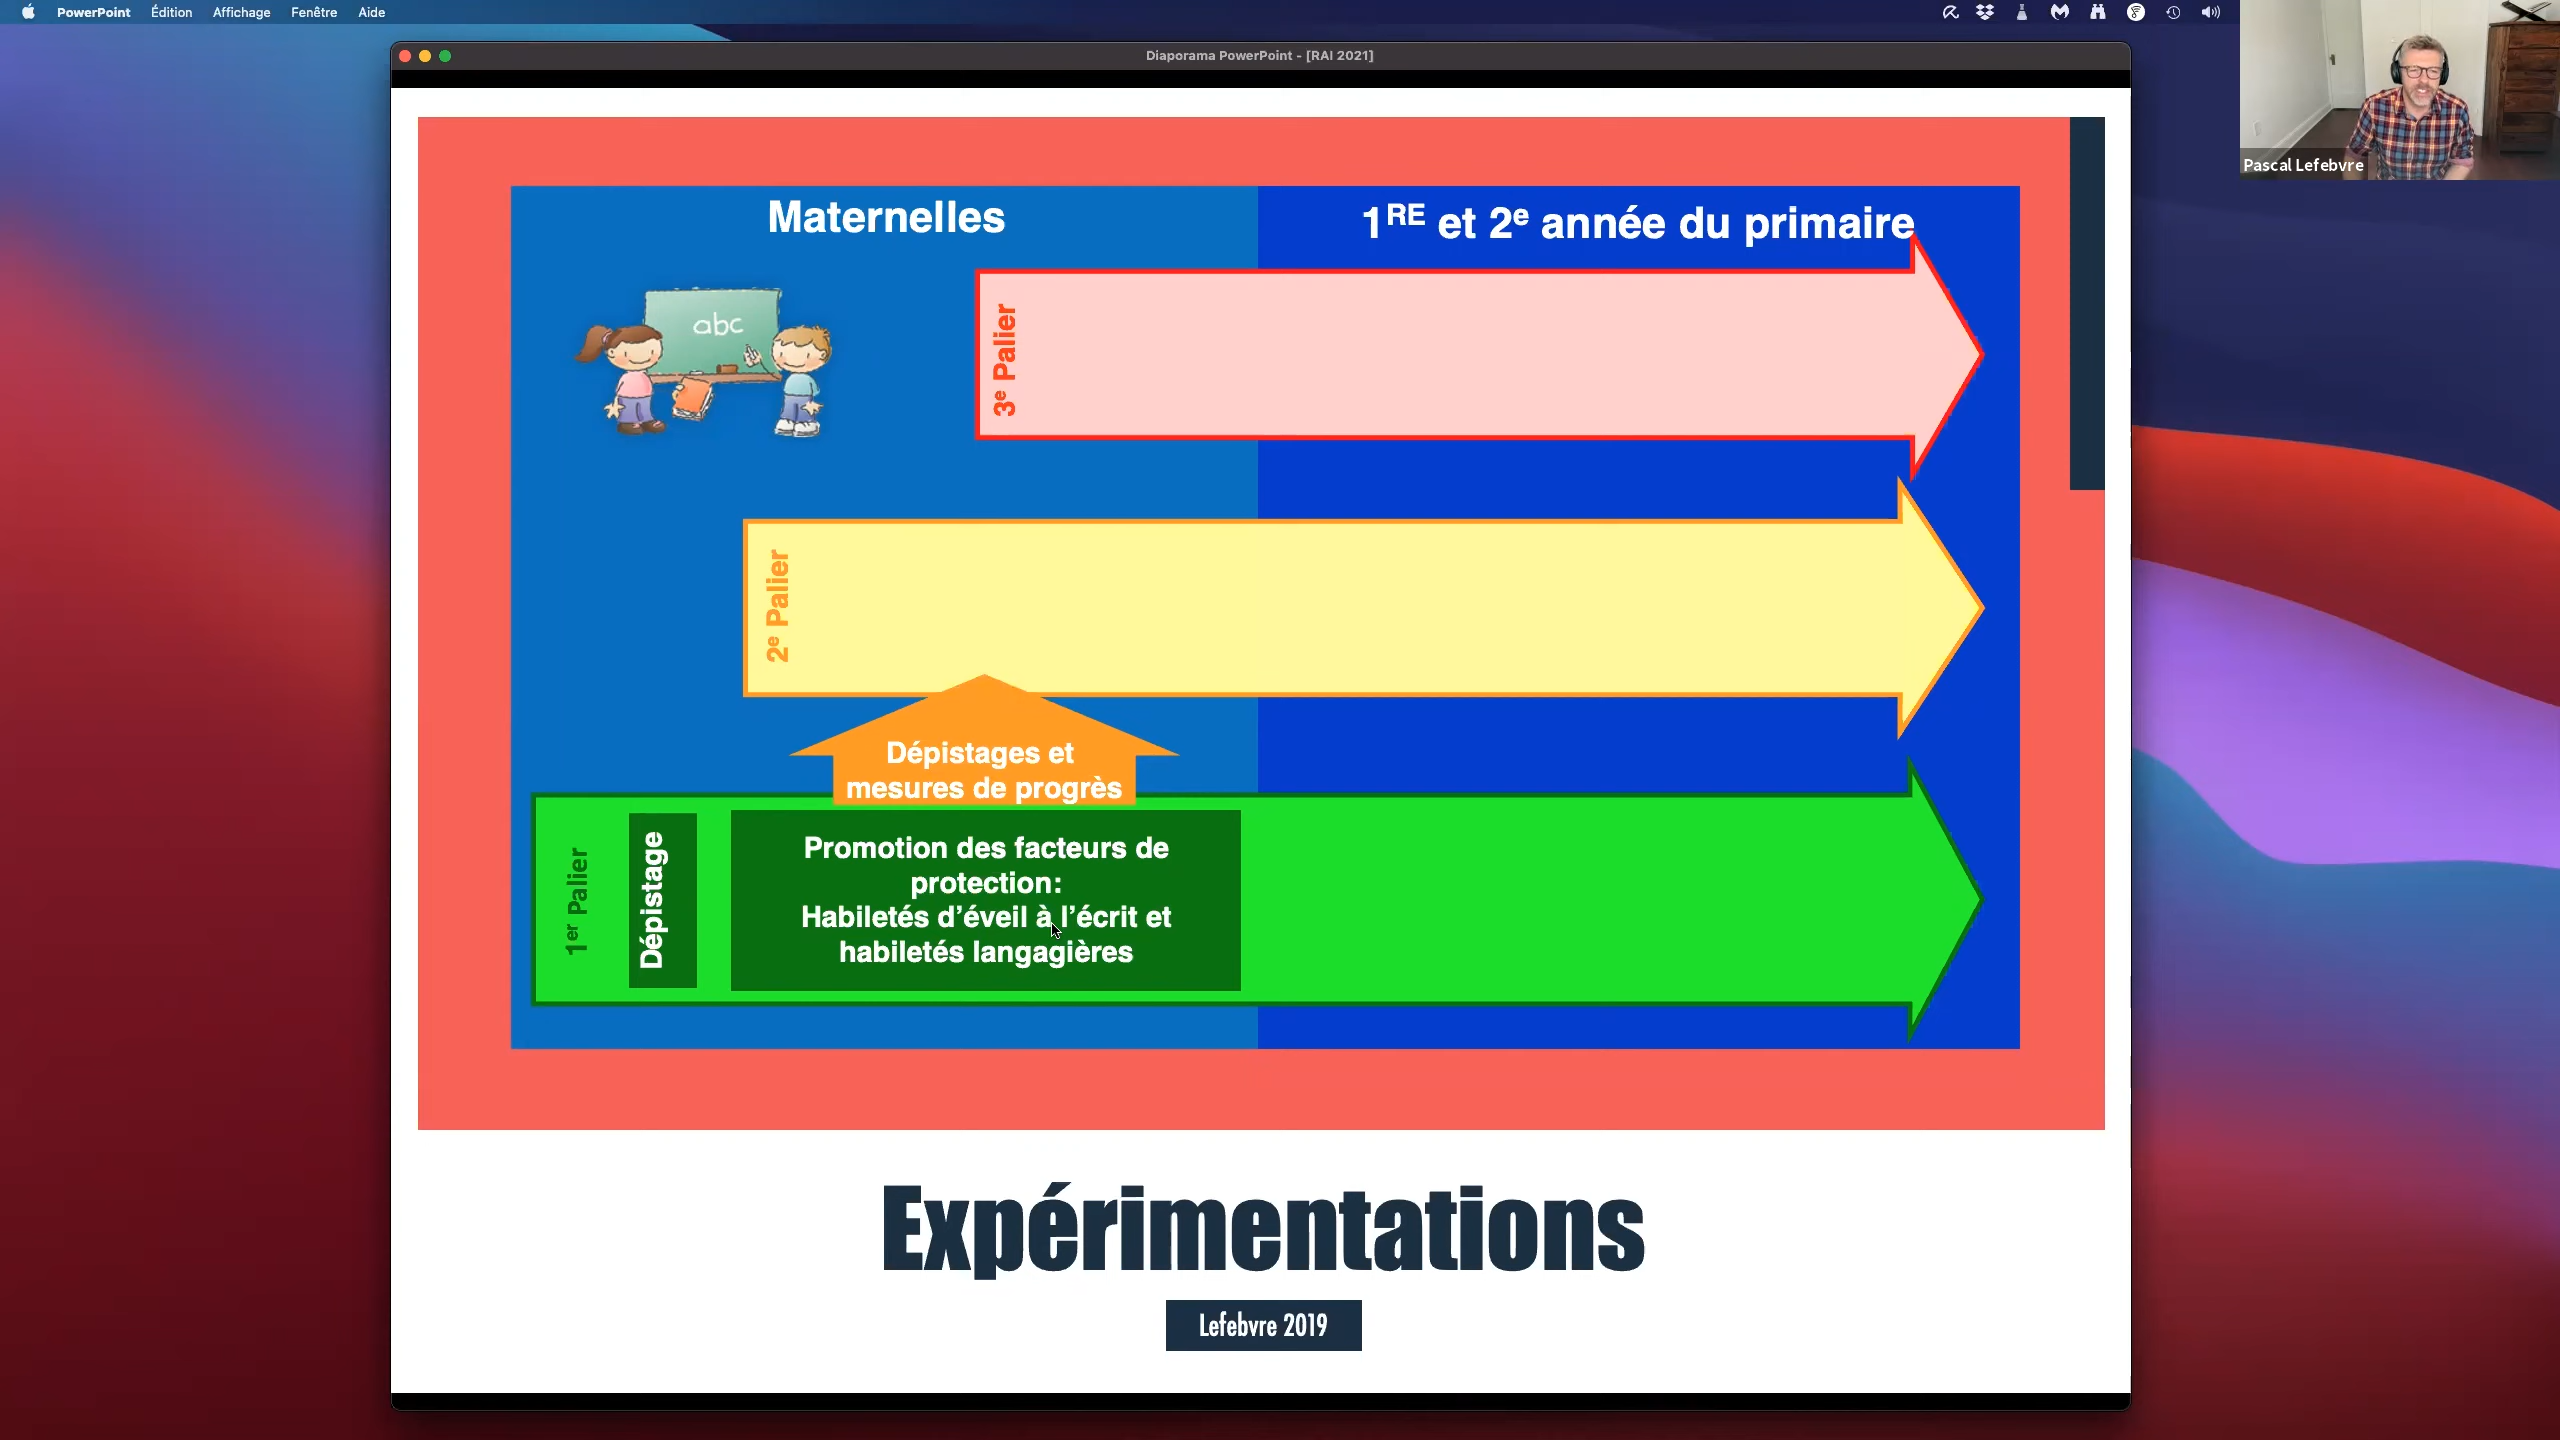 PowerPoint Édition Affichage Fenêtre Aide
Diaporama PowerPoint - [RAI 2021]
Pascal Lefebvre
Maternelles
1RE et 2e année du primaire
abc
3e Palier
2e Palier
Dépistages et
mesures de progrès
1er Palier
Dépistage
Promotion des facteurs de
protection:
Habiletés d’éveil à l’écrit et
habiletés langagières
Expérimentations
Lefebvre 2019